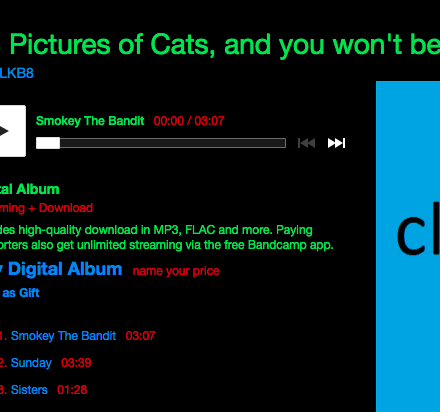 Pictures of Cats, and you won't be
LKB8
Smokey The Bandit 00:00 / 03:07
tal Album
ming + Download
des high-quality download in MP3, FLAC and more. Paying
orters also get unlimited streaming via the free Bandcamp app.
y Digital Album name your price
as Gift
1. Smokey The Bandit 03:07
2. Sunday 03:39
3. Sisters 01:28
cl